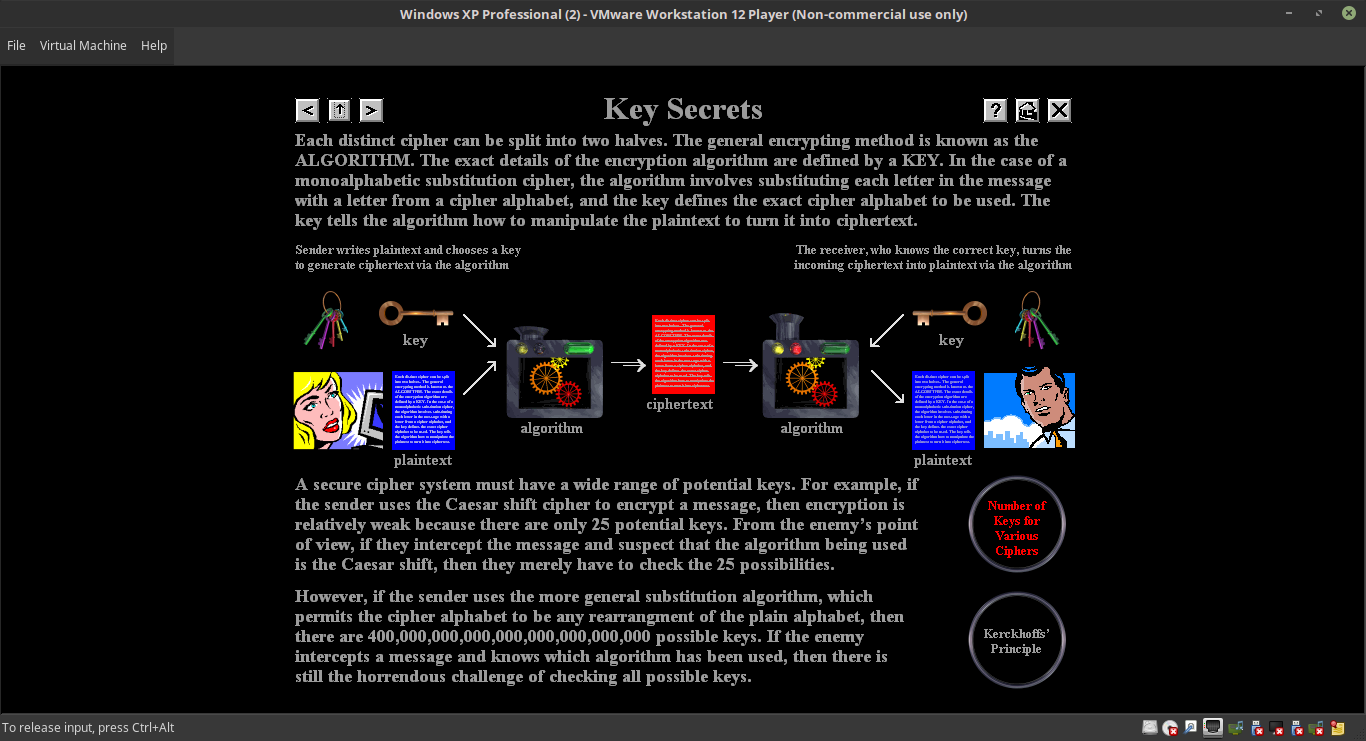 Windows XP Professional (2) - VMware Workstation 12 Player (Non-commercial use only)
File Virtual Machine Help
< > Key Secrets ? 
Each distinct cipher can be split into two halves. The general encrypting method is known as the
ALGORITHM. The exact details of the encryption algorithm are defined by a KEY. In the case of a
monoalphabetic substitution cipher, the algorithm involves substituting each letter in the message
with a letter from a cipher alphabet, and the key defines the exact cipher alphabet to be used. The
key tells the algorithm how to manipulate the plaintext to turn it into ciphertext.
Sender writes plaintext and chooses a key
to generate ciphertext via the algorithm
The receiver, who knows the correct key, turns the
incoming ciphertext into plaintext via the algorithm
key
key
ciphertext
algorithm
algorithm
plaintext
plaintext
A secure cipher system must have a wide range of potential keys. For example, if
the sender uses the Caesar shift cipher to encrypt a message, then encryption is
relatively weak because there are only 25 potential keys. From the enemy's point
of view, if they intercept the message and suspect that the algorithm being used
is the Caesar shift, then they merely have to check the 25 possibilities.
However, if the sender uses the more general substitution algorithm, which
permits the cipher alphabet to be any rearrangment of the plain alphabet, then
there are 400,000,000,000,000,000,000,000,000 possible keys. If the enemy
intercepts a message and knows which algorithm has been used, then there is
still the horrendous challenge of checking all possible keys.
Number of
Keys for
Various
Ciphers
Kerckhoffs'
Principle
To release input, press Ctrl+Alt